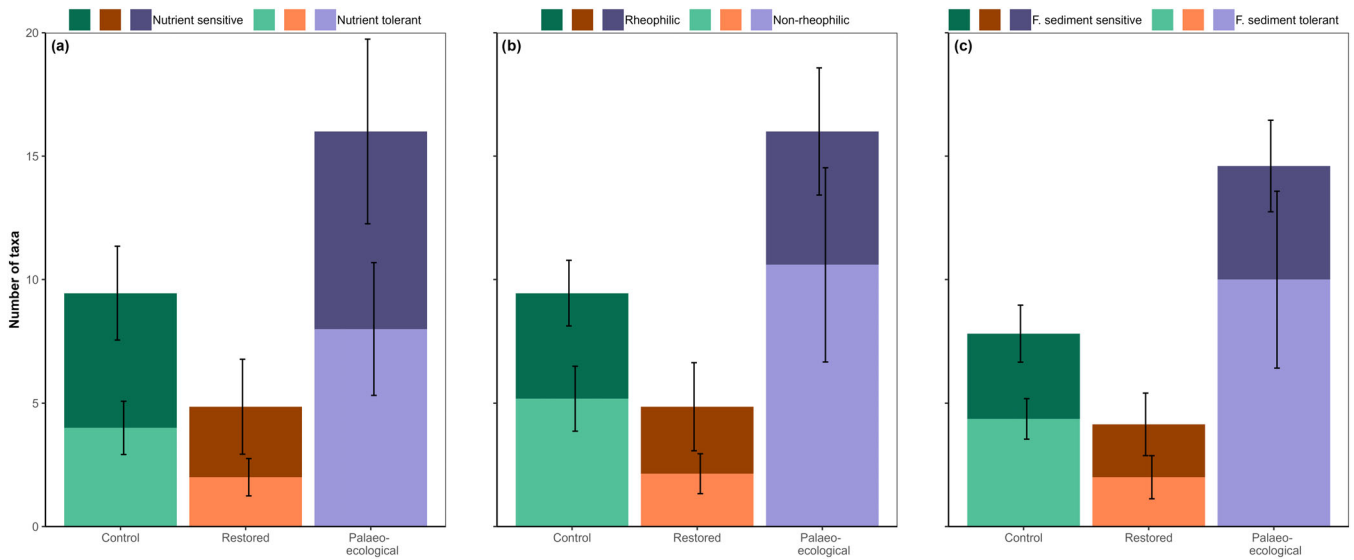 Nutrient sensitive Nutrient tolerant
Rheophilic Non-rheophilic
F. sediment sensitive F. sediment tolerant
(a)
(b)
(c)
Number of taxa
20
15
10
5
0
Control Restored Palaeo-
ecological
Control Restored Palaeo-
ecological
Control Restored Palaeo-
ecological